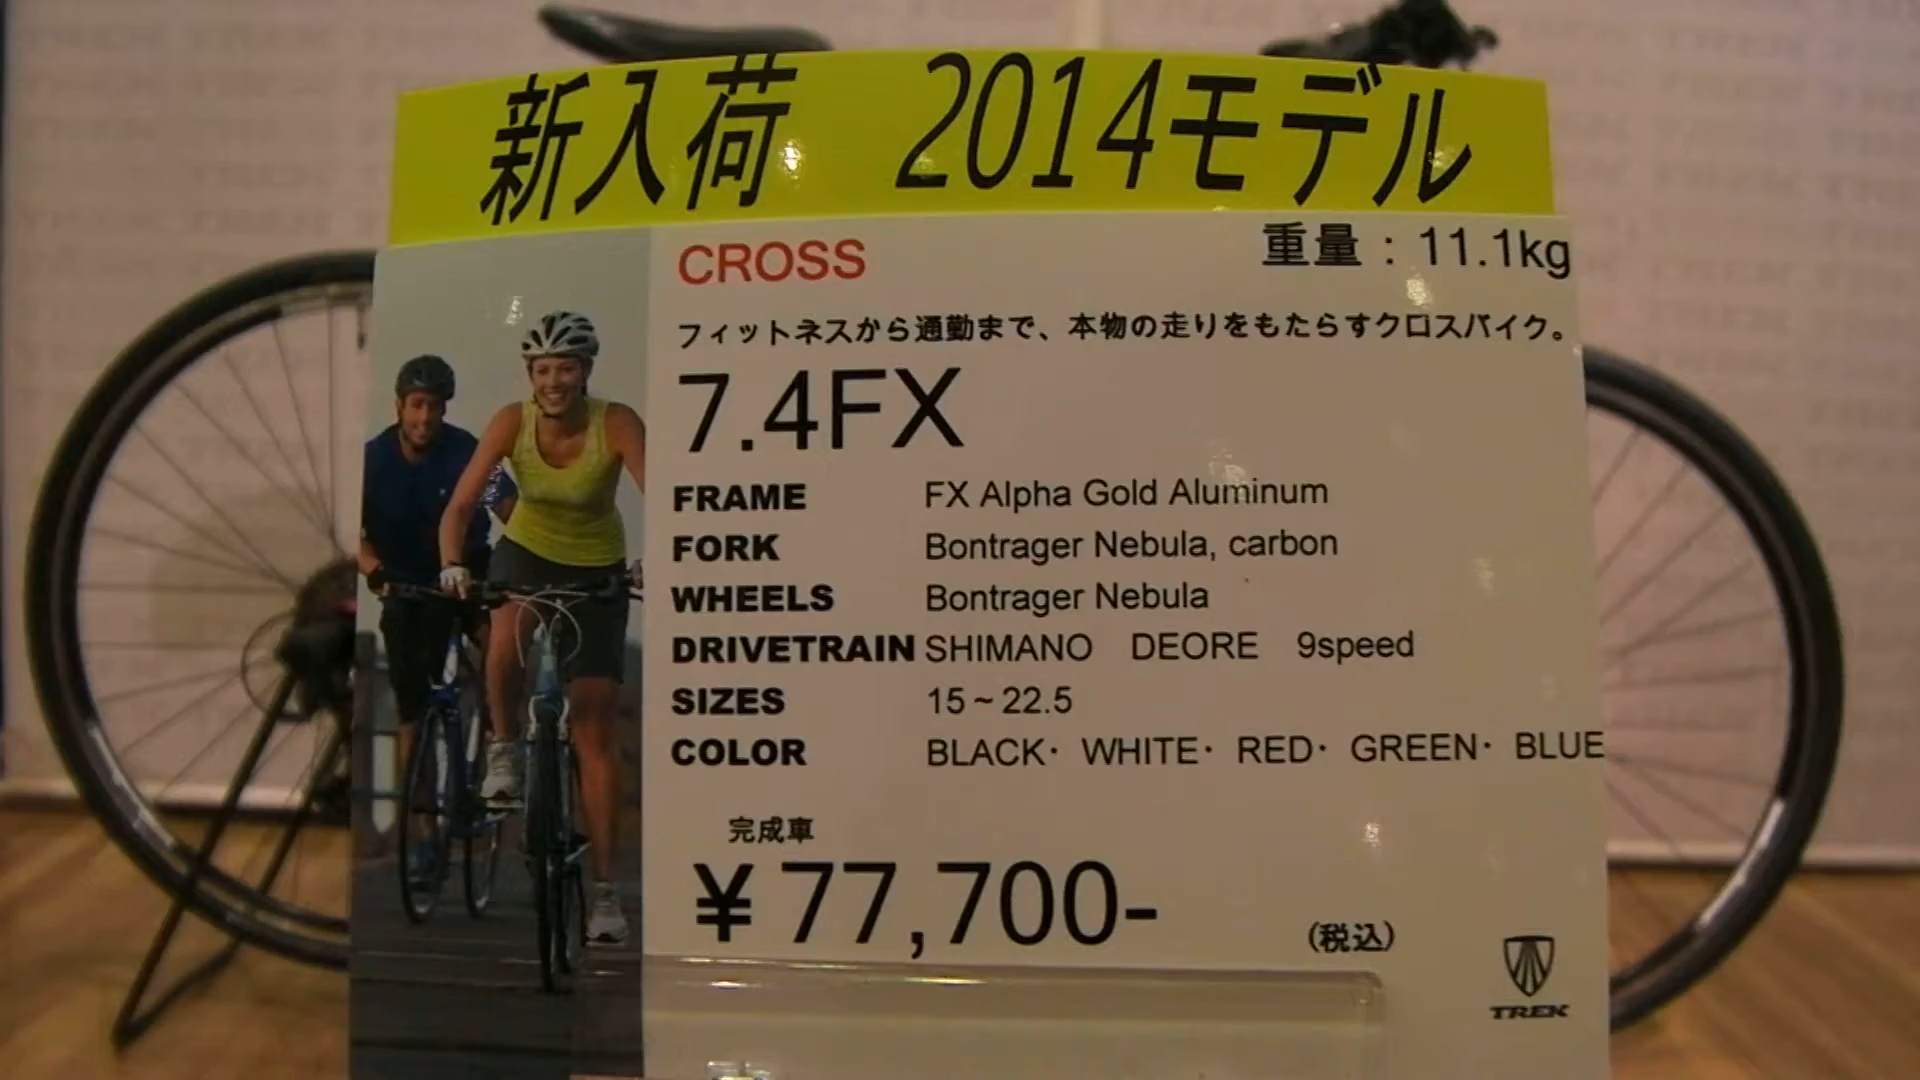 新入荷　2014モデル
CROSS
重量：11.1kg
フィットネスから通勤まで、本物の走りをもたらすクロスバイク。
7.4FX
FRAME FX Alpha Gold Aluminum
FORK Bontrager Nebula, carbon
WHEELS Bontrager Nebula
DRIVETRAIN SHIMANO　DEORE　9speed
SIZES 15～22.5
COLOR BLACK･ WHITE･ RED･ GREEN･ BLUE
完成車
￥77,700-
(税込)
TREK